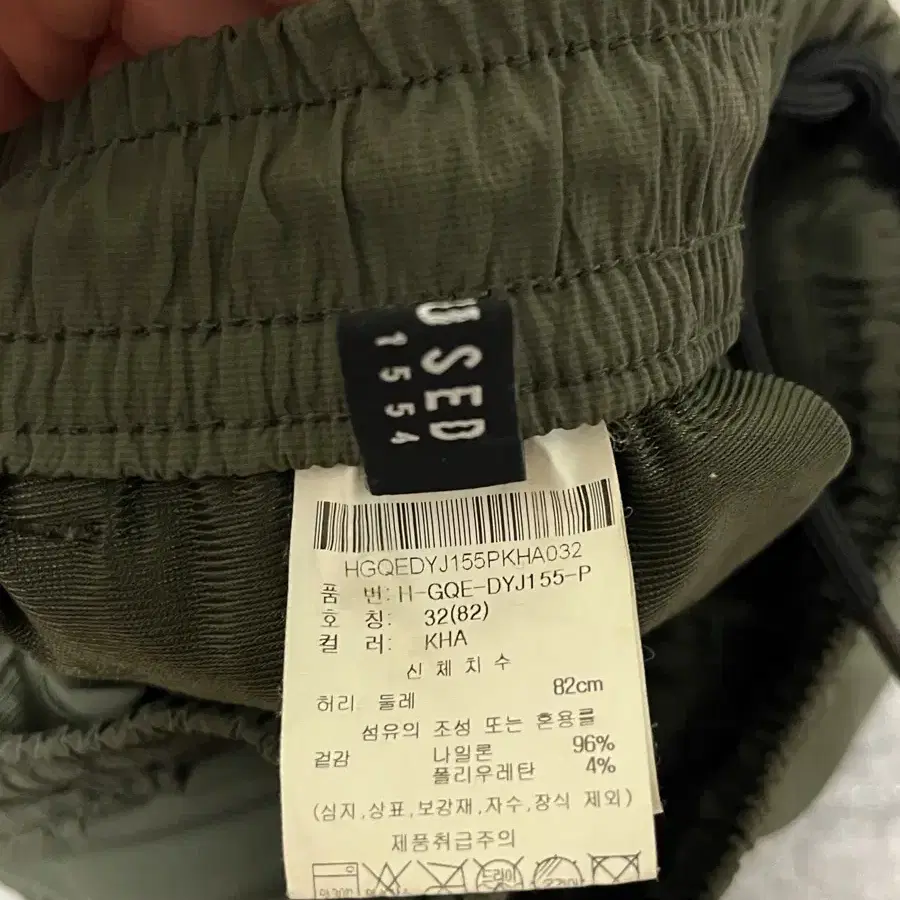 USED
1554
HGQEDYJ155PKHA032
품 번: H-GQE-DYJ155-P
호 칭: 32(82)
컬 러: KHA
신체치수
허리 둘레 82cm
섬유의 조성 또는 혼용률
겉감 나일론 96%
폴리우레탄 4%
(심지,상표,보강재,자수,장식 제외)
제품취급주의
드라이